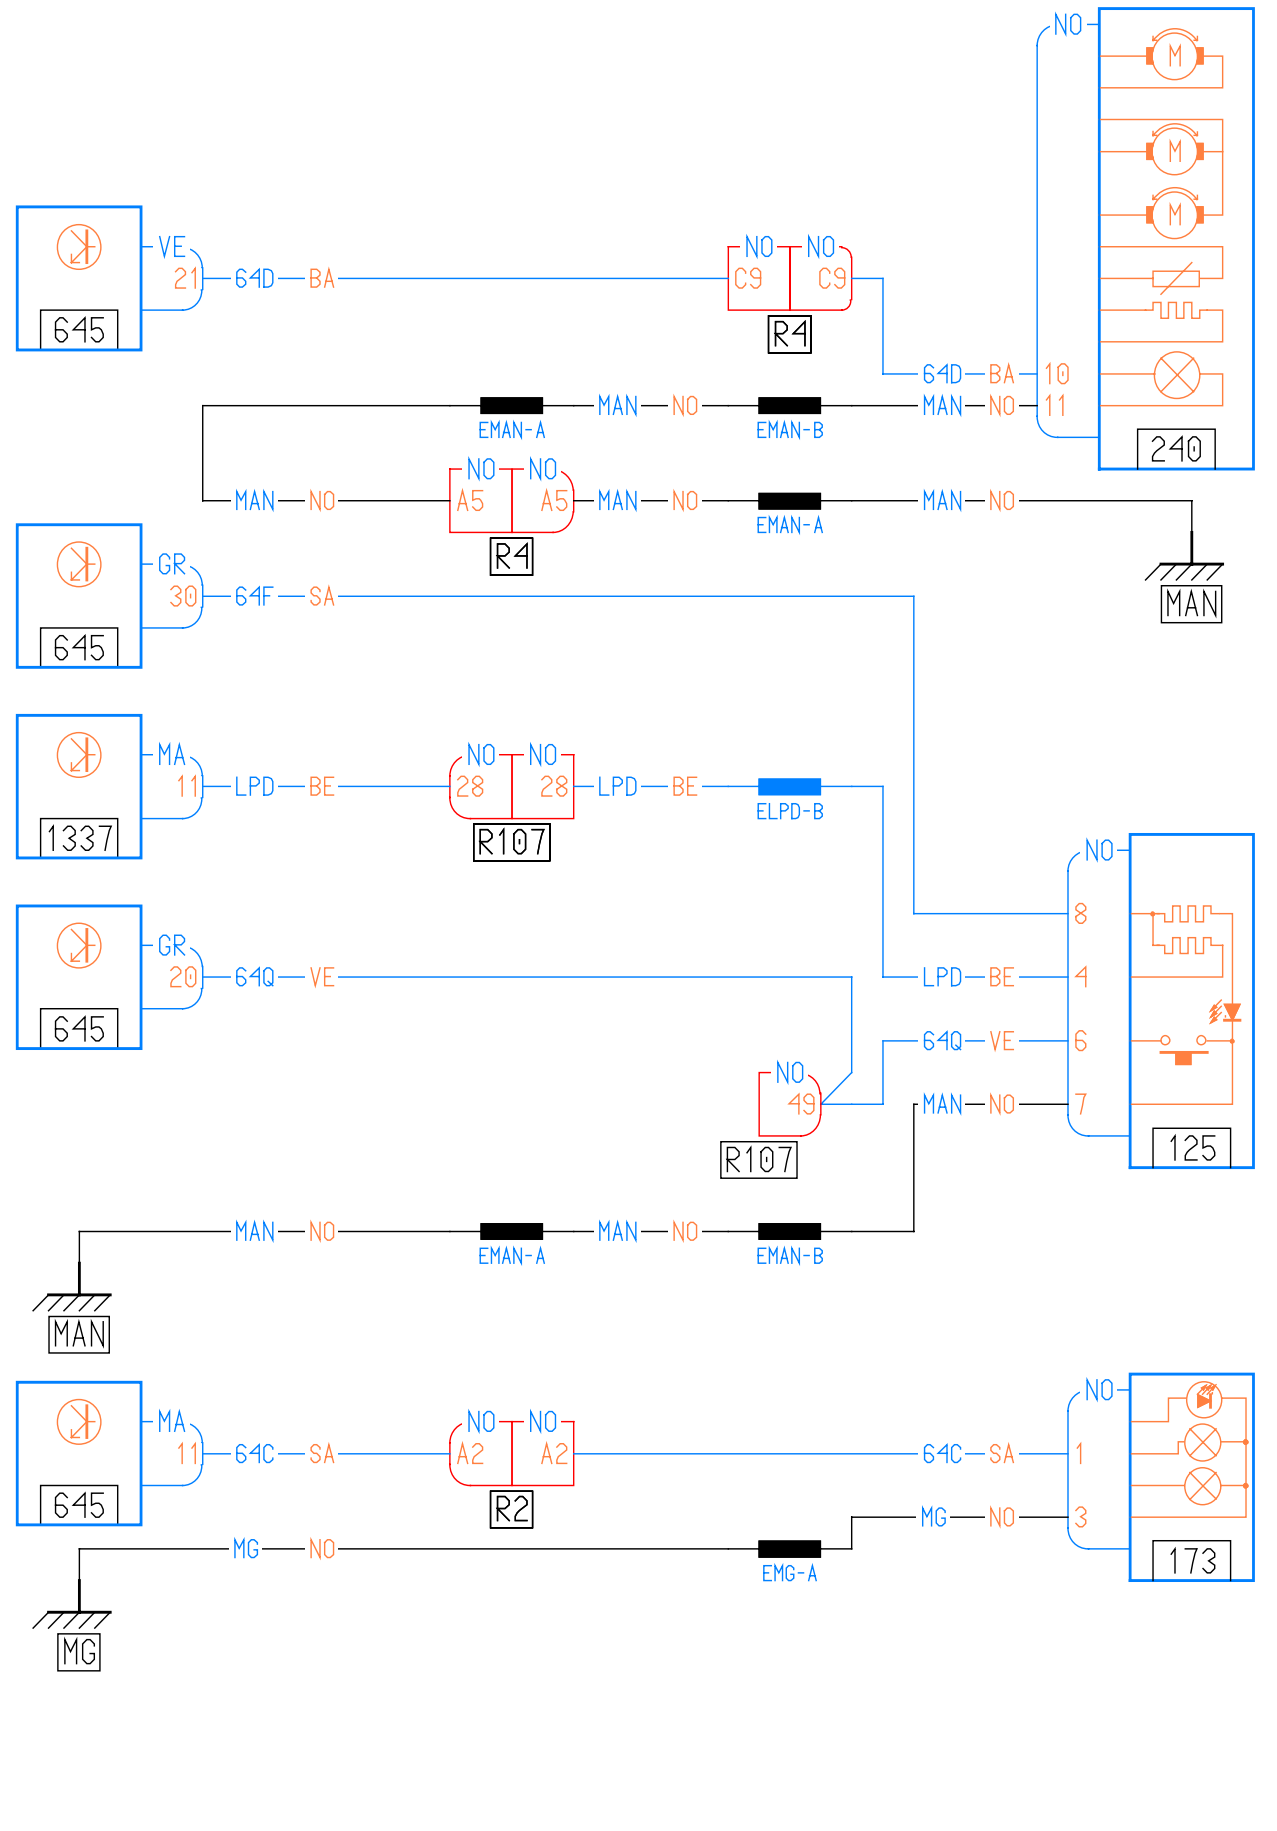 NO
M
M
VE
M
21
64D
BA
NO
NO
C9
C9
645
R4
64D
BA
10
MAN
NO
MAN
NO
11
EMAN-A
EMAN-B
240
NO
NO
MAN
NO
A5
A5
MAN
NO
MAN
NO
EMAN-A
R4
GR
30
64F
SA
MAN
645
MA
NO
NO
11
LPD
BE
28
28
LPD
BE
ELPD-B
1337
R107
NO
8
GR
20
64Q
VE
LPD
BE
4
645
64Q
VE
6
NO
49
MAN
NO
7
R107
125
MAN
NO
MAN
NO
EMAN-A
EMAN-B
MAN
NO
MA
NO
NO
11
64C
SA
A2
A2
64C
SA
1
645
R2
MG
NO
3
MG
NO
173
EMG-A
MG